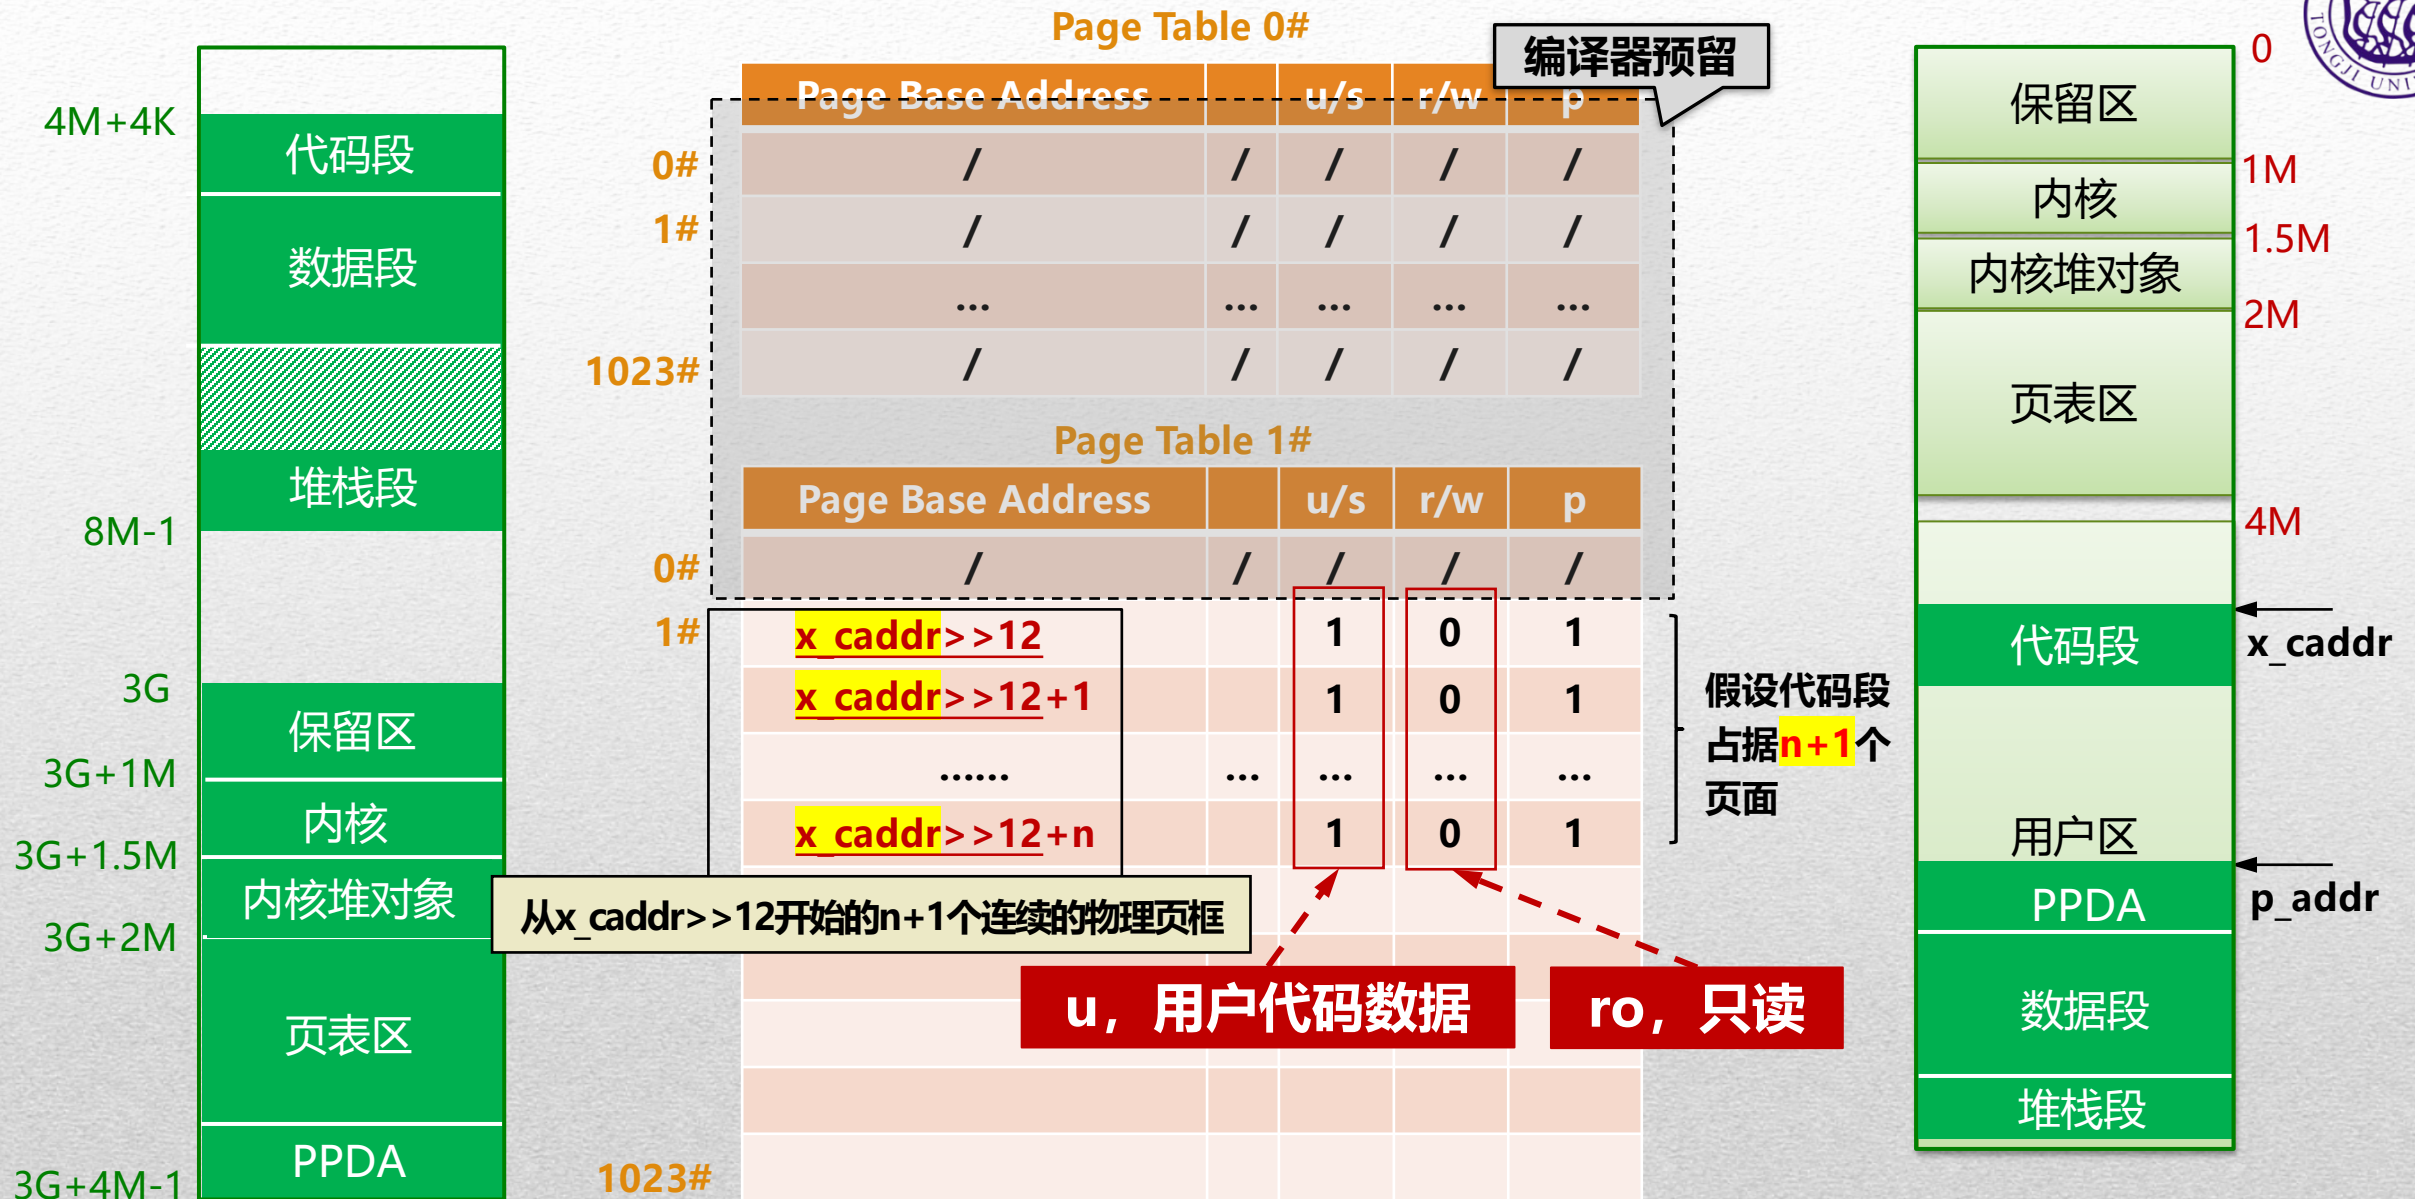 4M+4K
代码段
数据段
堆栈段
8M-1
3G
保留区
3G+1M
内核
3G+1.5M
内核堆对象
3G+2M
页表区
PPDA
3G+4M-1
Page Table 0#
编译器预留
Page Base Address u/s r/w p
0# / / / / /
1# / / / / /
... ... ... ... ...
1023# / / / / /
Page Table 1#
Page Base Address u/s r/w p
0# / / / / /
1# x_caddr>>12 1 0 1
x_caddr>>12+1 1 0 1
...... ... ... ... ...
x_caddr>>12+n 1 0 1
从x_caddr>>12开始的n+1个连续的物理页框
u，用户代码数据
ro，只读
1023#
假设代码段
占据n+1个
页面
0
保留区
1M
内核
1.5M
内核堆对象
2M
页表区
4M
代码段
x_caddr
用户区
p_addr
PPDA
数据段
堆栈段
TONGJI UNI